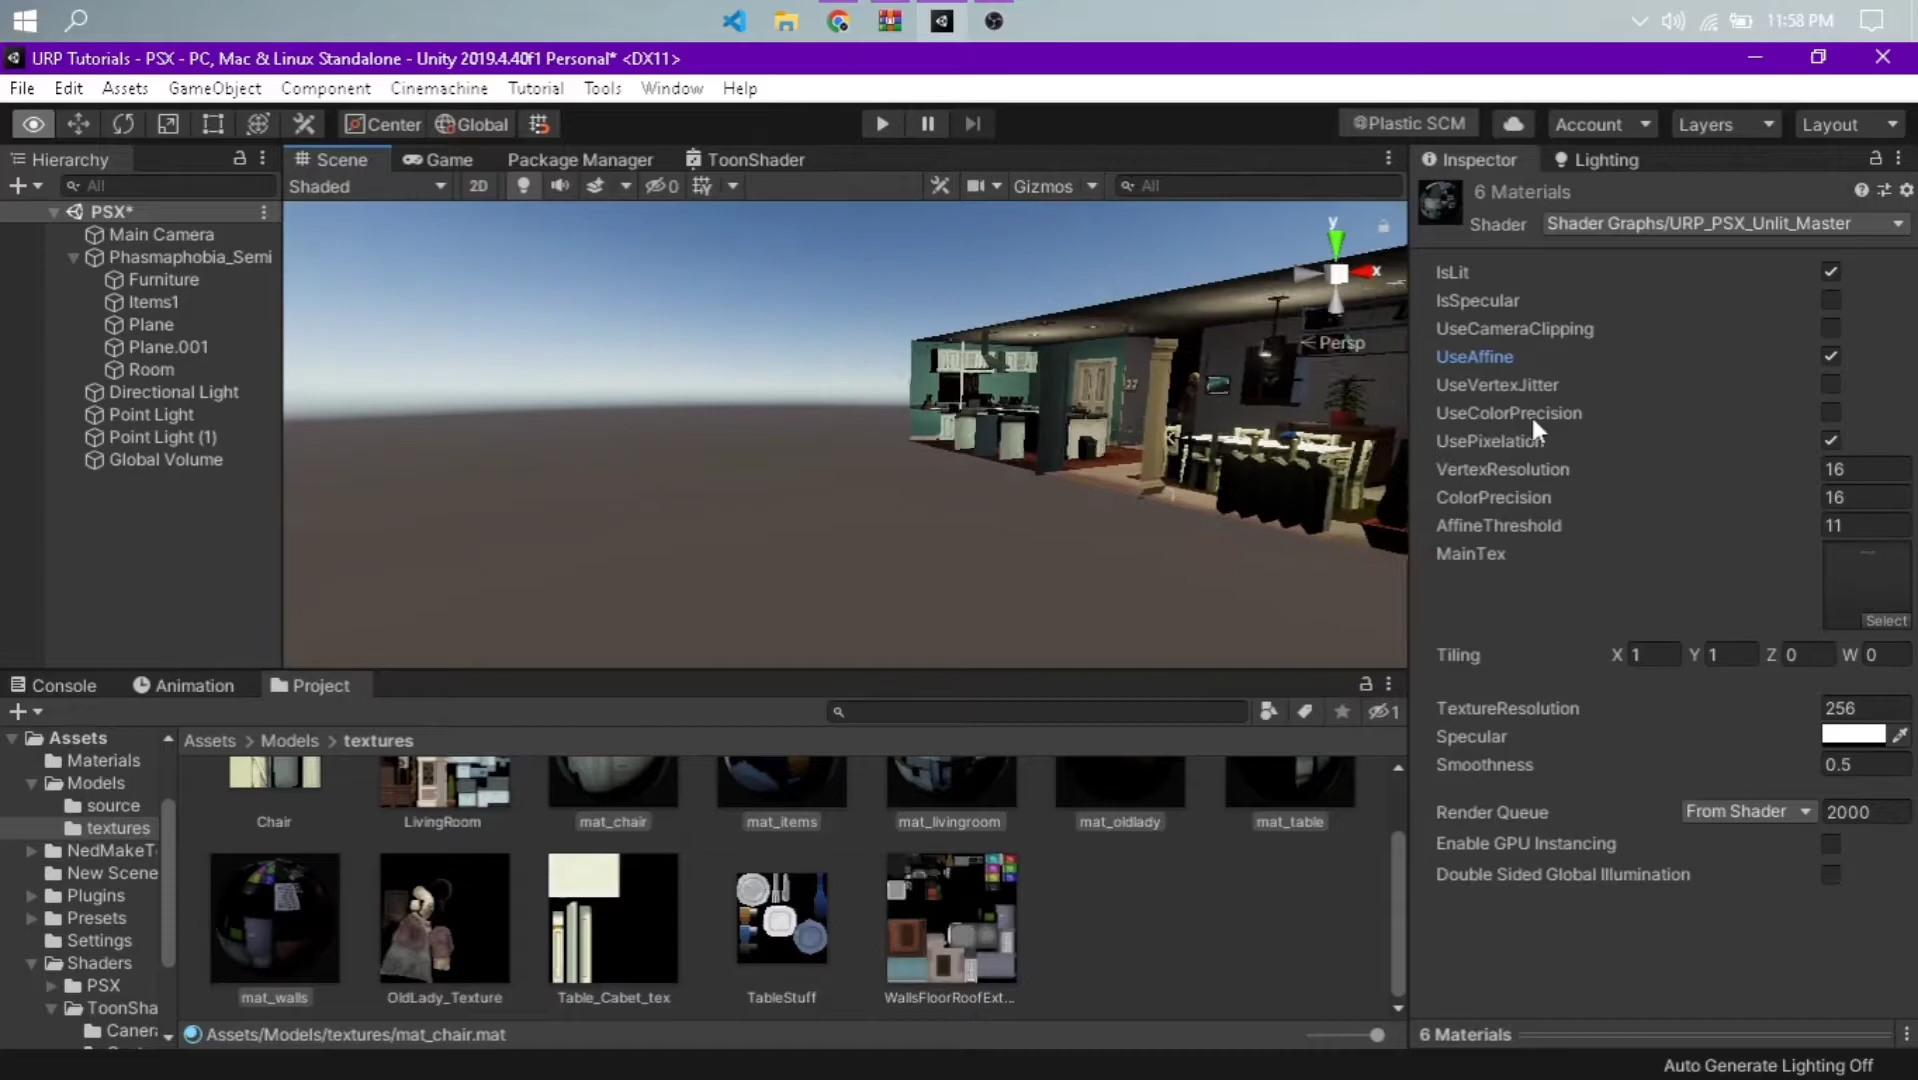 11:58 PM
URP Tutorials - PSX - PC, Mac & Linux Standalone - Unity 2019.4.40f1 Personal* <DX11>
File Edit Assets GameObject Component Cinemachine Tutorial Tools Window Help
Center Global Plastic SCM Account Layers Layout
Hierarchy Scene Game Package Manager ToonShader Inspector Lighting
All Shaded 2D 0 Gizmos All 6 Materials
PSX*
Shader Shader Graphs/URP_PSX_Unlit_Master
Main Camera
Phasmaphobia_Semi
Furniture
Items1
Plane
Plane.001
Room
Directional Light
Point Light
Point Light (1)
Global Volume
y
x
Persp
IsLit
IsSpecular
UseCameraClipping
UseAffine
UseVertexJitter
UseColorPrecision
UsePixelation
VertexResolution 16
ColorPrecision 16
AffineThreshold 11
MainTex
Select
Tiling X 1 Y 1 Z 0 W 0
TextureResolution 256
Specular
Smoothness 0.5
Render Queue From Shader 2000
Enable GPU Instancing
Double Sided Global Illumination
Console Animation Project
1
Assets
Materials
Models
source
textures
NedMakeT
New Scene
Plugins
Presets
Settings
Shaders
PSX
ToonSha
Canera
Assets > Models > textures
Chair LivingRoom mat_chair mat_items mat_livingroom mat_oldlady mat_table
mat_walls OldLady_Texture Table_Cabet_tex TableStuff WallsFloorRoofExt...
Assets/Models/textures/mat_chair.mat
6 Materials
Auto Generate Lighting Off